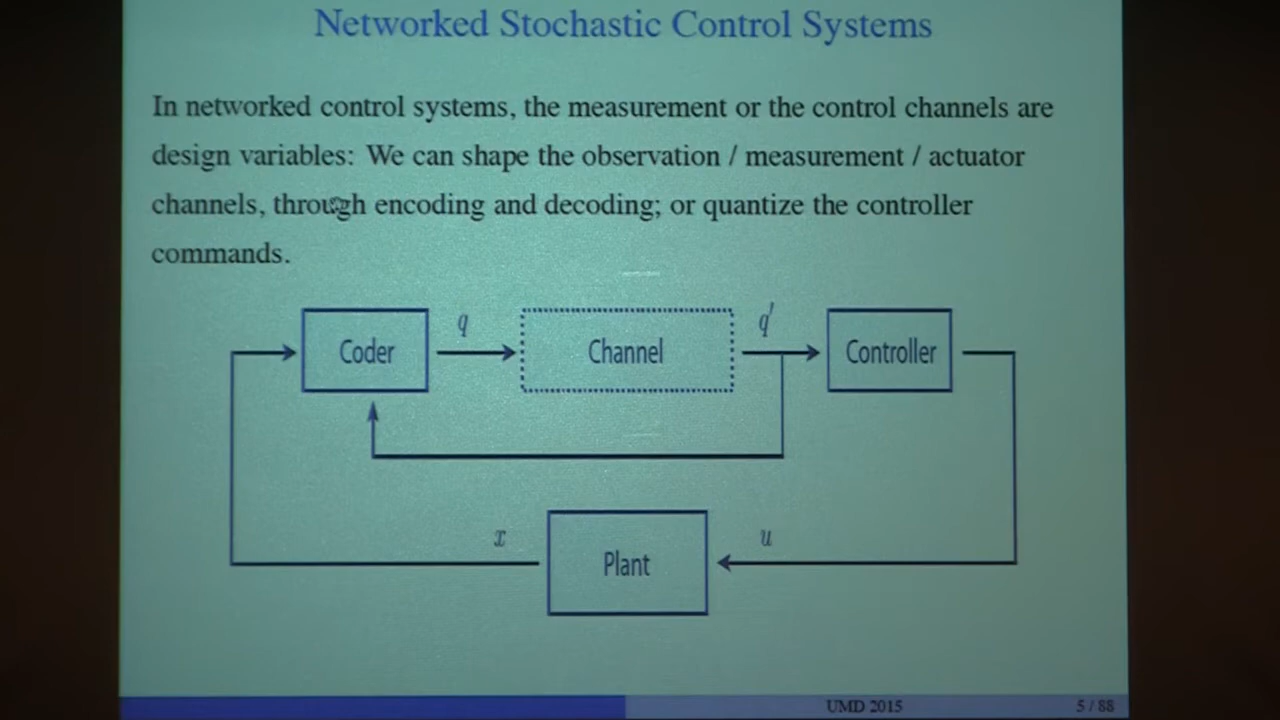 Networked Stochastic Control Systems
In networked control systems, the measurement or the control channels are
design variables: We can shape the observation / measurement / actuator
channels, through encoding and decoding; or quantize the controller
commands.
Coder
q
Channel
q'
Controller
x
Plant
u
UMD 2015
5 / 88